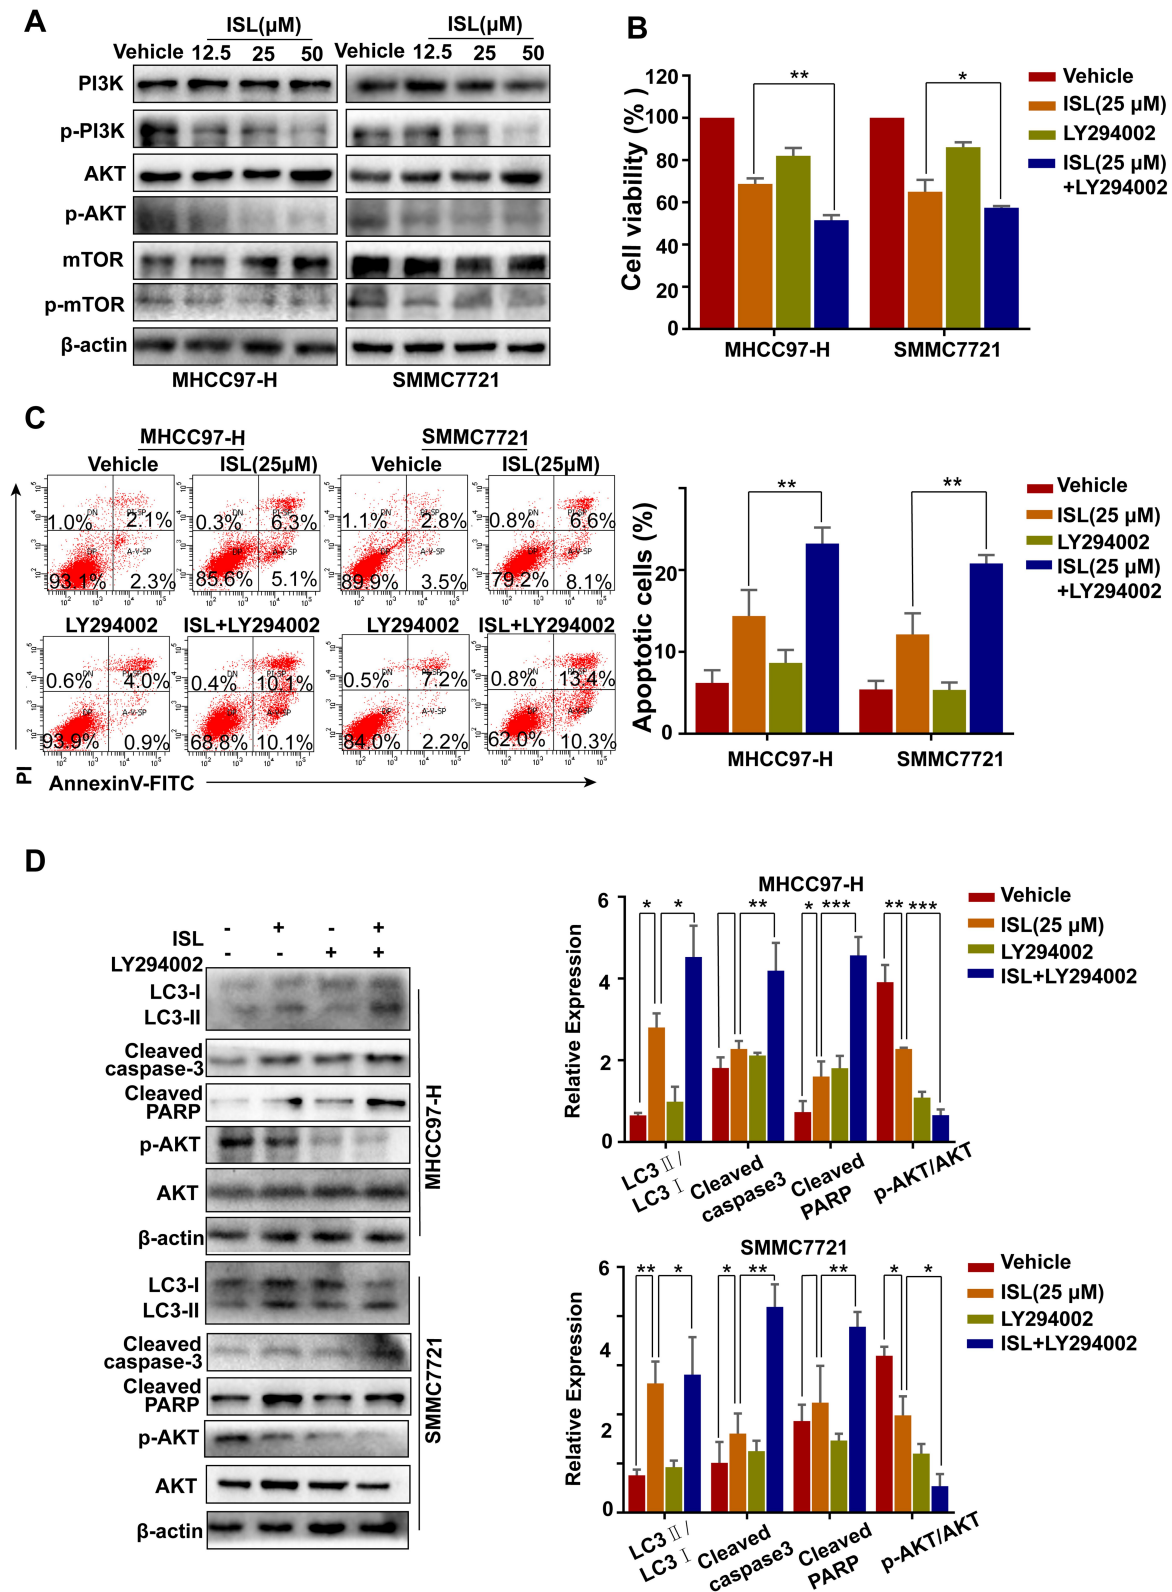 A
ISL(μM)
ISL(μM)
Vehicle 12.5 25 50
Vehicle 12.5 25 50
PI3K
p-PI3K
AKT
p-AKT
mTOR
p-mTOR
β-actin
MHCC97-H
SMMC7721
B
Cell viability (% )
120
100
80
60
40
20
0
**
*
MHCC97-H
SMMC7721
Vehicle
ISL(25 μM)
LY294002
ISL(25 μM)
+LY294002
C
MHCC97-H
SMMC7721
Vehicle
ISL(25μM)
Vehicle
ISL(25μM)
1.0% 2.1%
93.1% 2.3%
0.3% 6.3%
85.6% 5.1%
1.1% 2.8%
89.9% 3.5%
0.8% 6.6%
79.2% 8.1%
LY294002
ISL+LY294002
LY294002
ISL+LY294002
0.6% 4.0%
93.9% 0.9%
0.4% 10.1%
68.8% 10.1%
0.5% 7.2%
84.0% 2.2%
0.8% 13.4%
62.0% 10.3%
PI
AnnexinV-FITC
Apoptotic cells (%)
20
10
0
**
**
MHCC97-H
SMMC7721
Vehicle
ISL(25 μM)
LY294002
ISL(25 μM)
+LY294002
D
ISL - + - +
LY294002 - - + +
LC3-I
LC3-II
Cleaved
caspase-3
Cleaved
PARP
p-AKT
AKT
β-actin
MHCC97-H
LC3-I
LC3-II
Cleaved
caspase-3
Cleaved
PARP
p-AKT
AKT
β-actin
SMMC7721
MHCC97-H
Relative Expression
6
4
2
0
* * ** * *** ** ***
LC3Ⅱ/
LC3Ⅰ
Cleaved
caspase3
Cleaved
PARP
p-AKT/AKT
Vehicle
ISL(25 μM)
LY294002
ISL+LY294002
SMMC7721
Relative Expression
6
4
2
0
** * * ** ** * *
LC3Ⅱ/
LC3Ⅰ
Cleaved
caspase3
Cleaved
PARP
p-AKT/AKT
Vehicle
ISL(25 μM)
LY294002
ISL+LY294002